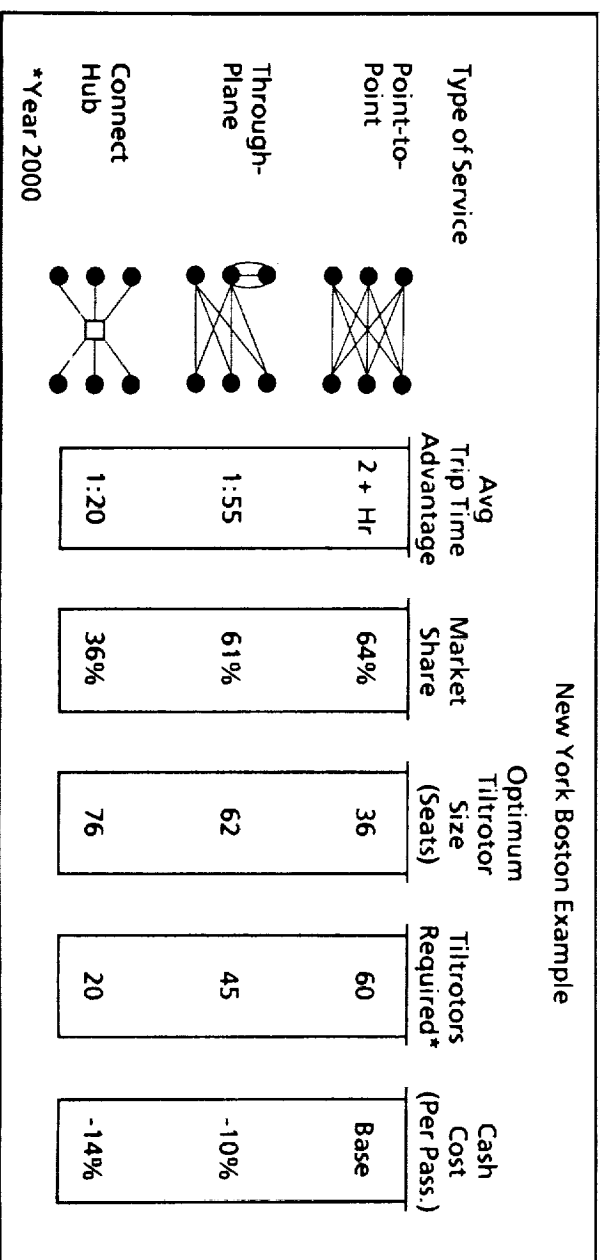 New York Boston Example
Type of Service
Avg
Trip Time
Advantage
Market
Share
Optimum
Tiltrotor
Size
(Seats)
Tiltrotors
Required*
Cash
Cost
(Per Pass.)
Point-to-
Point
2 + Hr
64%
36
60
Base
Through-
Plane
1:55
61%
62
45
-10%
Connect
Hub
1:20
36%
76
20
-14%
*Year 2000